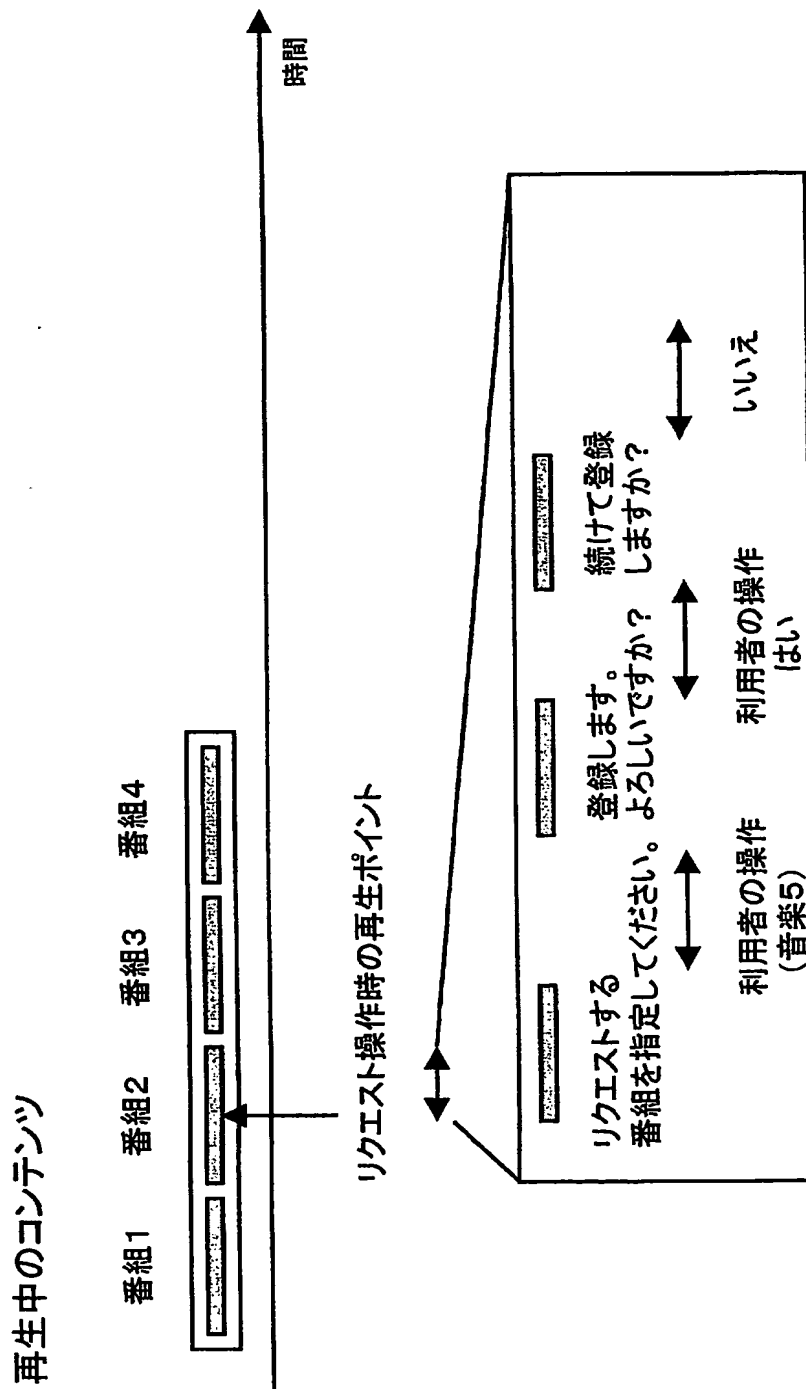 再生中のコンテンツ
番組1
番組2
番組3
番組4
時間
リクエスト操作時の再生ポイント
リクエストする
番組を指定してください。
登録します。
よろしいですか？
続けて登録
しますか？
利用者の操作
（音楽5）
利用者の操作
はい
いいえ